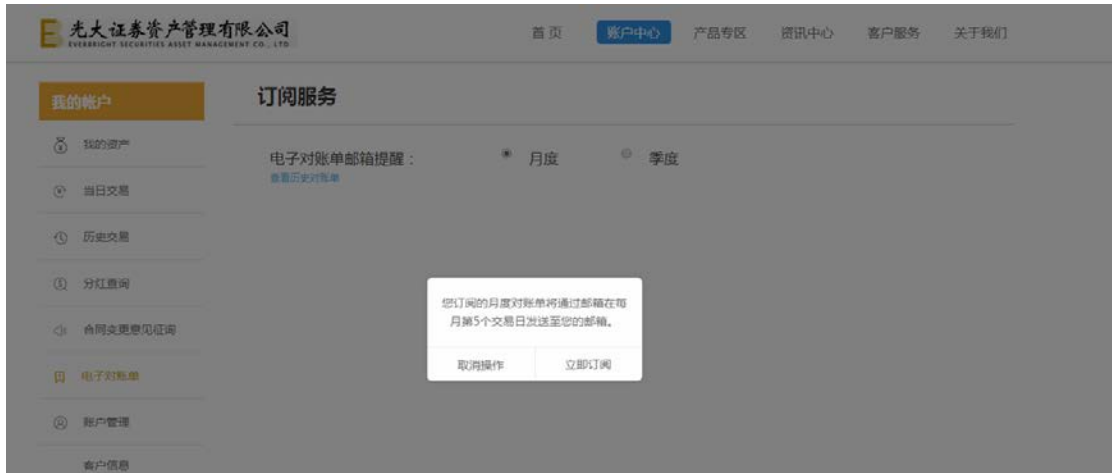 光大证券资产管理有限公司
EVERBRIGHT SECURITIES ASSET MANAGEMENT CO., LTD
首页 账户中心 产品专区 资讯中心 客户服务 关于我们
我的帐户
订阅服务
我的资产
电子对账单邮箱提醒: 月度 季度
查看历史对账单
当日交易
历史交易
分红查询
您订阅的月度对账单将通过邮箱在每
月第5个交易日发送至您的邮箱。
合同变更意见征询
取消操作 立即订阅
电子对账单
账户管理
客户信息